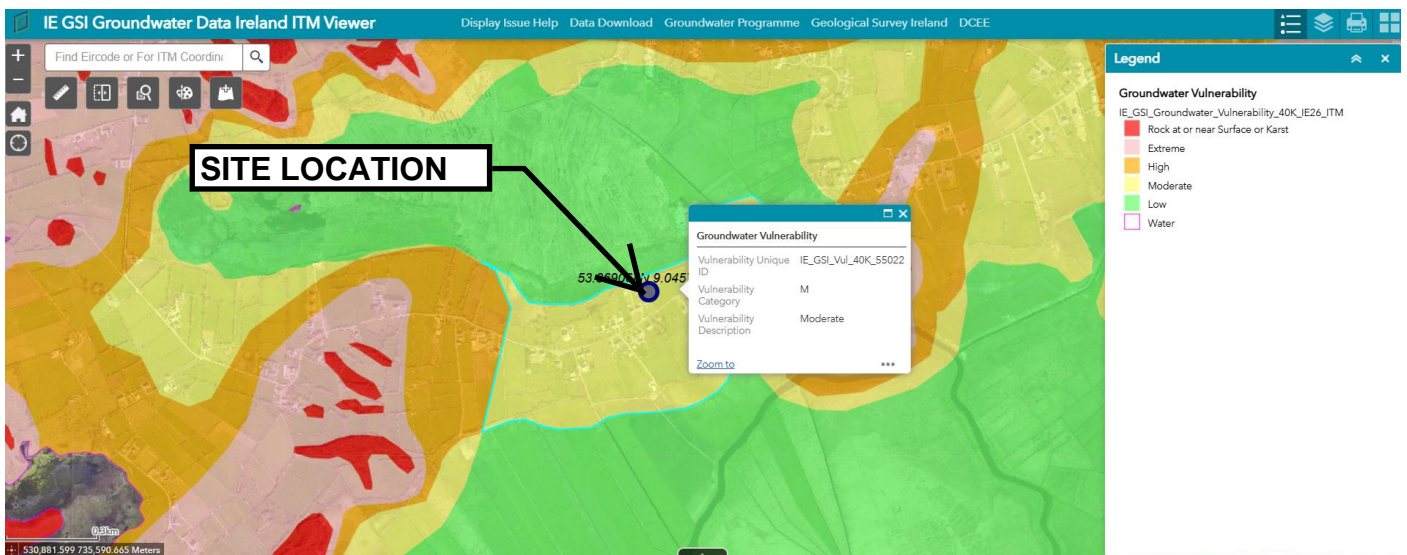 IE GSI Groundwater Data Ireland ITM Viewer
Display Issue Help Data Download Groundwater Programme Geological Survey Ireland DCEE
Find Eircode or For ITM Coordin
SITE LOCATION
9.045
Groundwater Vulnerability
Vulnerability Unique ID IE_GSI_Vul_40K_55022
Vulnerability Category M
Vulnerability Description Moderate
Zoom to
Legend
Groundwater Vulnerability
IE_GSI_Groundwater_Vulnerability_40K_IE26_ITM
Rock at or near Surface or Karst
Extreme
High
Moderate
Low
Water
0.3km
530,881.599 735,590.665 Meters